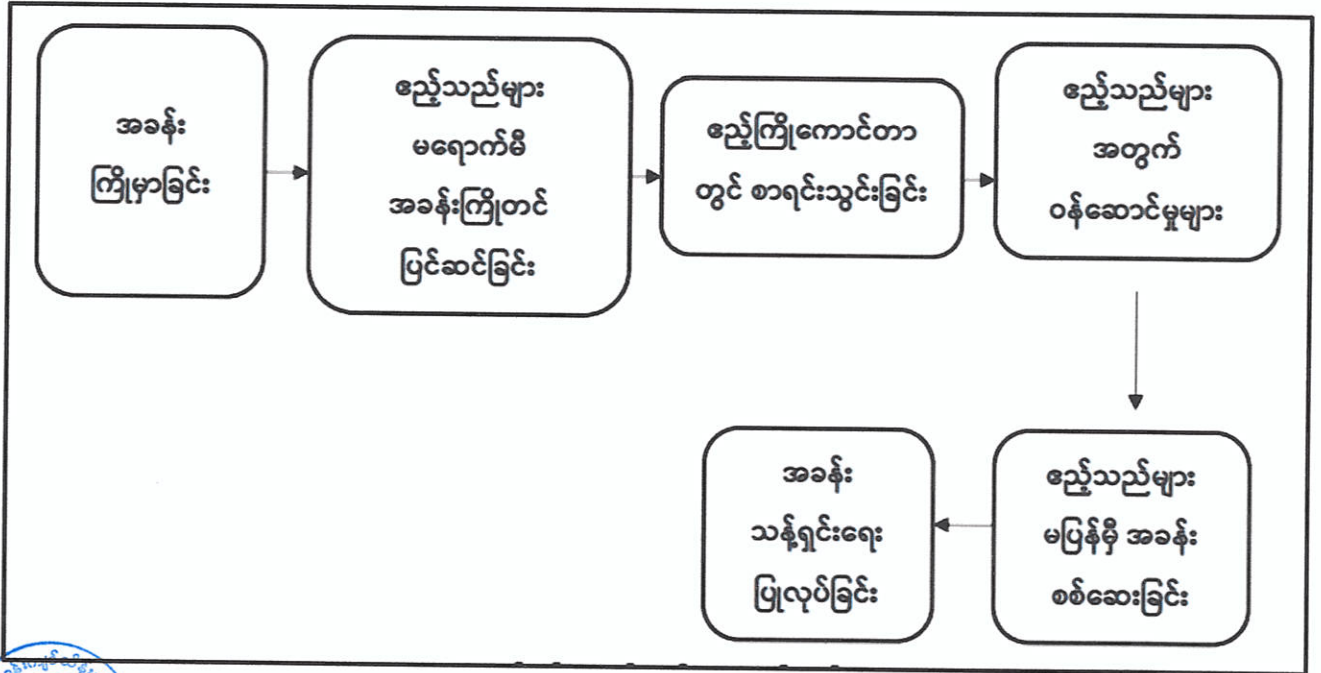 အခန်း
ကြိုမှာခြင်း
ဧည့်သည်များ
မရောက်မီ
အခန်းကြိုတင်
ပြင်ဆင်ခြင်း
ဧည့်ကြိုကောင်တာ
တွင် စာရင်းသွင်းခြင်း
ဧည့်သည်များ
အတွက်
ဝန်ဆောင်မှုများ
ဧည့်သည်များ
မပြန်မှီ အခန်း
စစ်ဆေးခြင်း
အခန်း
သန့်ရှင်းရေး
ပြုလုပ်ခြင်း